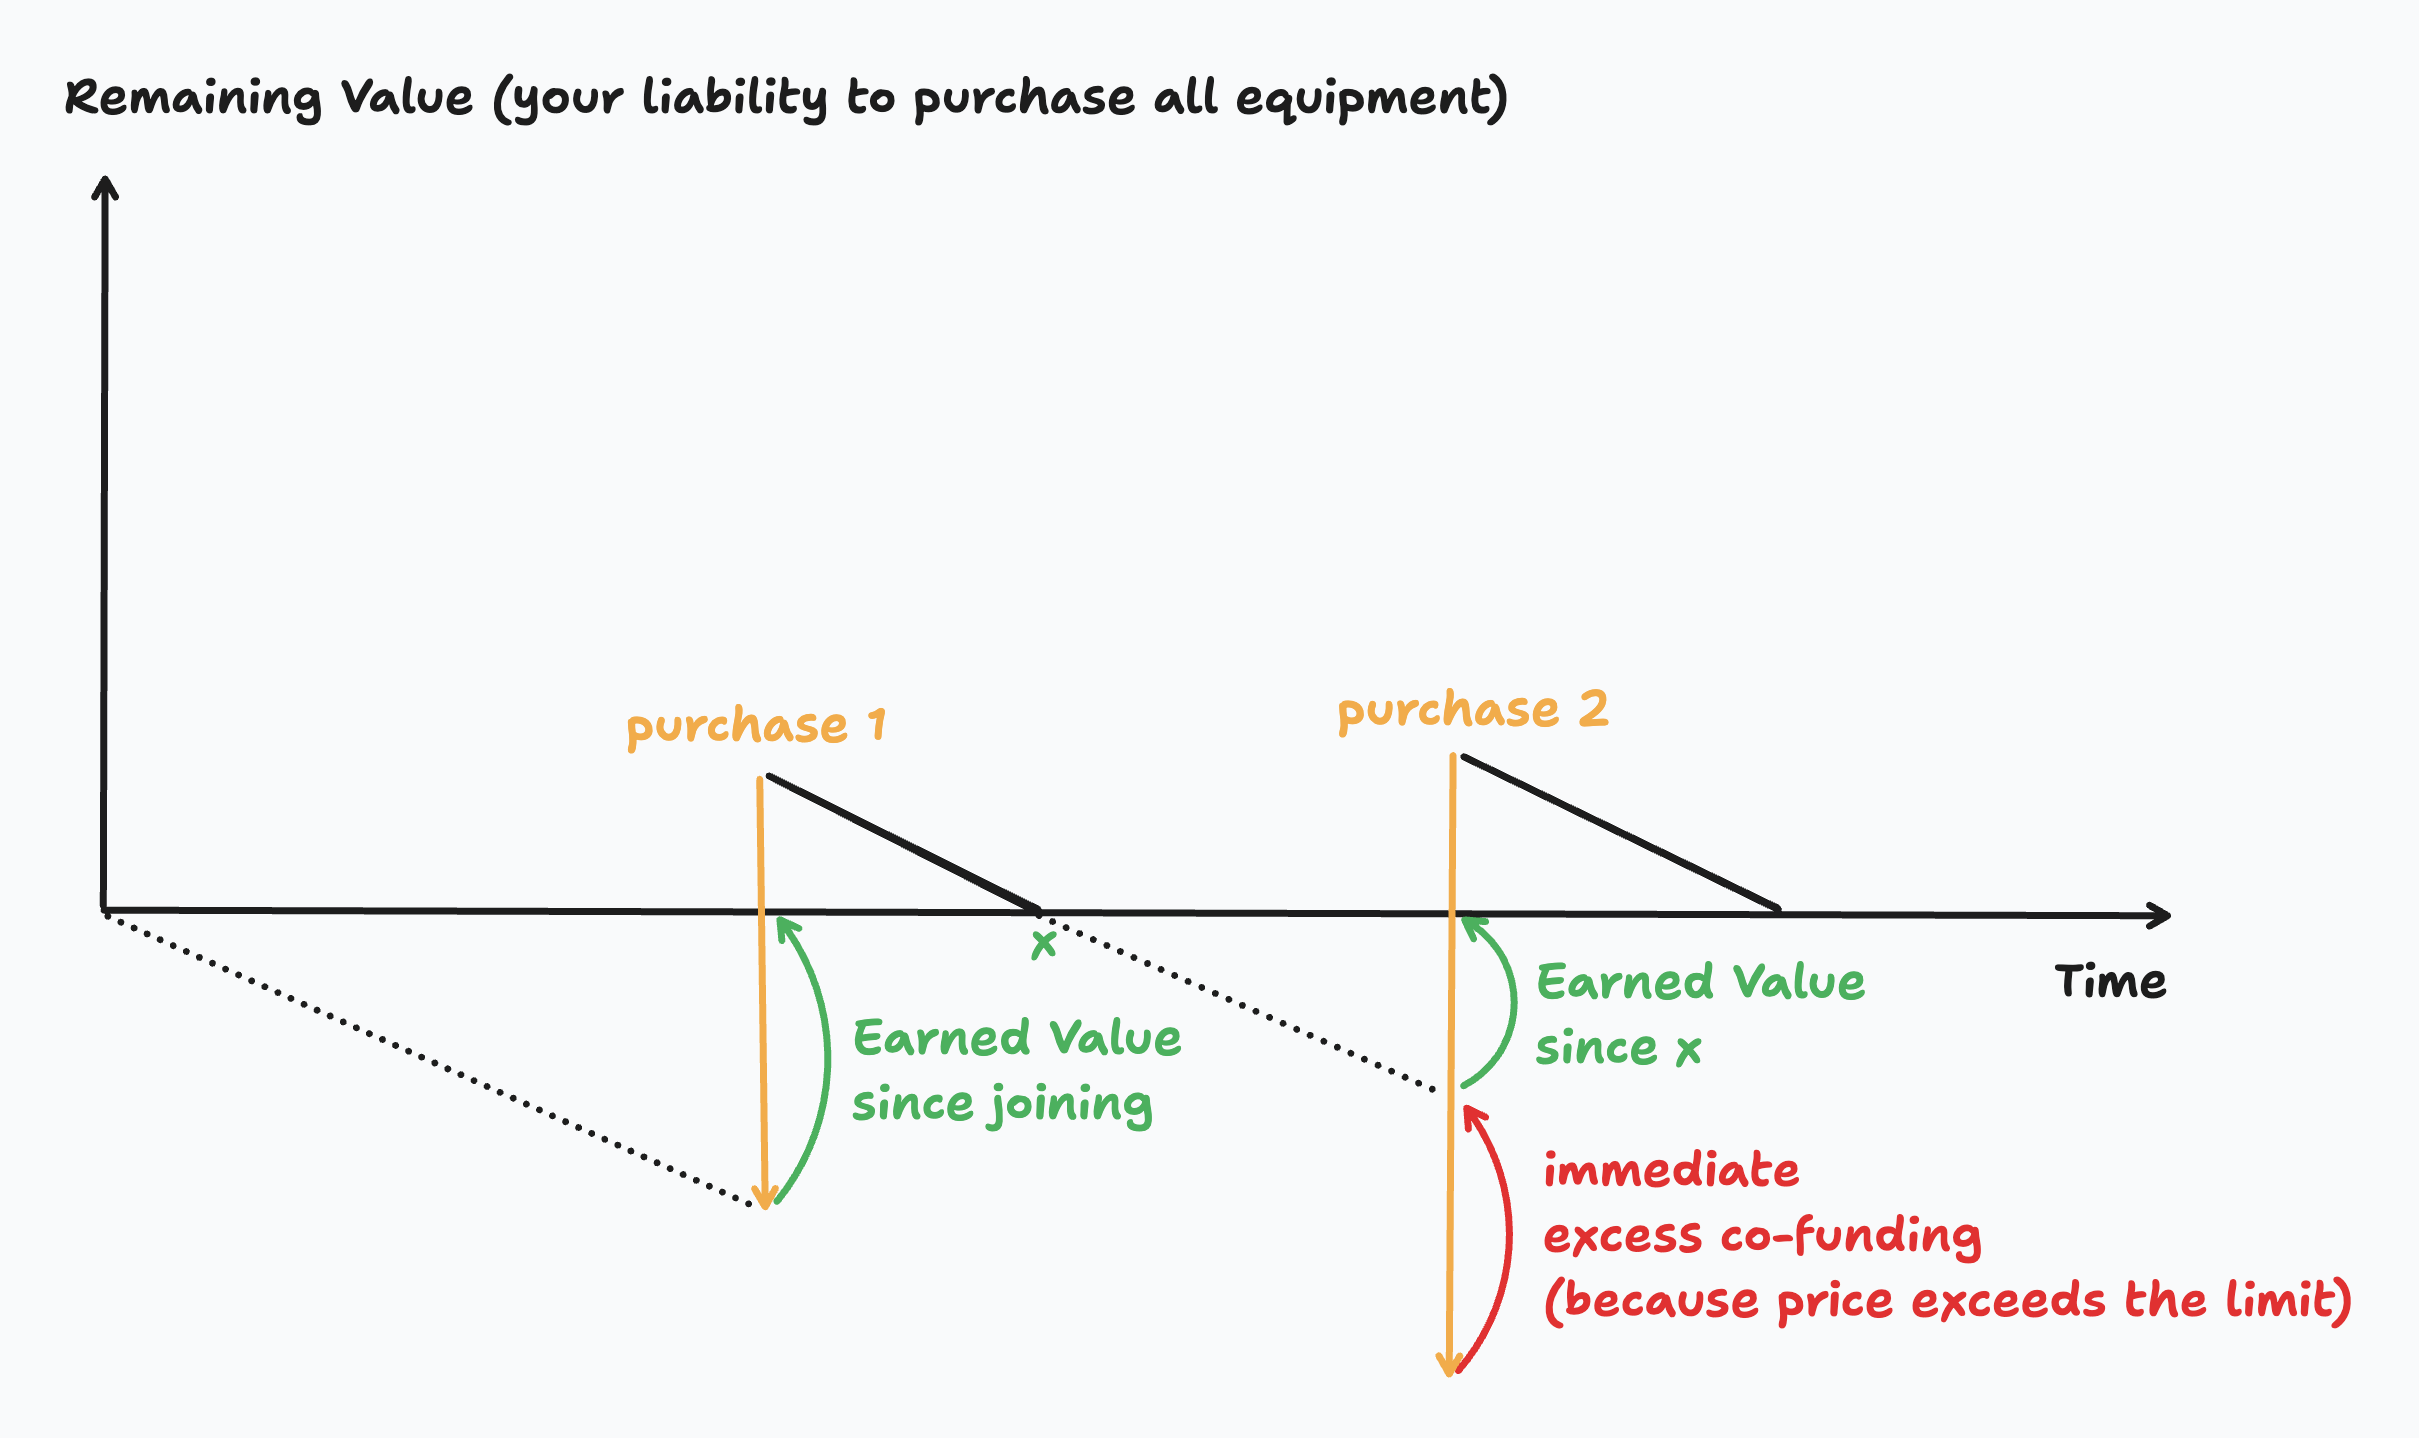 Remaining Value (your liability to purchase all equipment)
purchase 1
purchase 2
x
Earned Value
since x
Time
Earned Value
since joining
immediate
excess co-funding
(because price exceeds the limit)